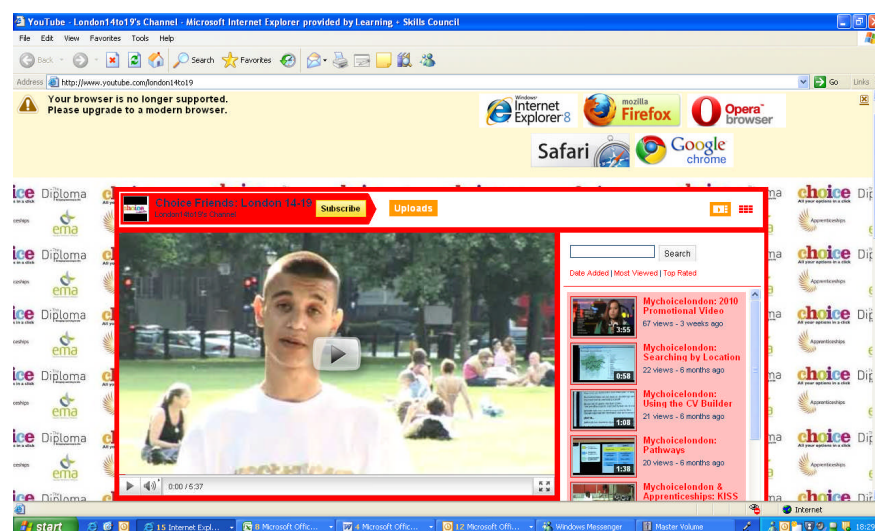 YouTube - London14to19's Channel - Microsoft Internet Explorer provided by Learning + Skills Council
File Edit View Favorites Tools Help
Back Search Favorites
Address http://www.youtube.com/london14to19 Go Links
Your browser is no longer supported.
Please upgrade to a modern browser.
Windows Internet Explorer 8
mozilla Firefox
Opera browser
Safari
Google chrome
choice Diploma
All your options in a click
ema
Apprenticeships
Choice Friends: London 14-19
London14to19's Channel
Subscribe
Uploads
Search
Date Added | Most Viewed | Top Rated
Mychoicelondon: 2010
Promotional Video
67 views - 3 weeks ago
3:55
Mychoicelondon:
Searching by Location
22 views - 6 months ago
0:58
Mychoicelondon:
Using the CV Builder
21 views - 6 months ago
1:08
Mychoicelondon:
Pathways
20 views - 6 months ago
1:38
Mychoicelondon &
Apprenticeships: KISS
0:00 / 5:37
Internet
start 15 Internet Expl... 8 Microsoft Offic... 4 Microsoft Offic... 12 Microsoft Offi... Windows Messenger Master Volume 18:29